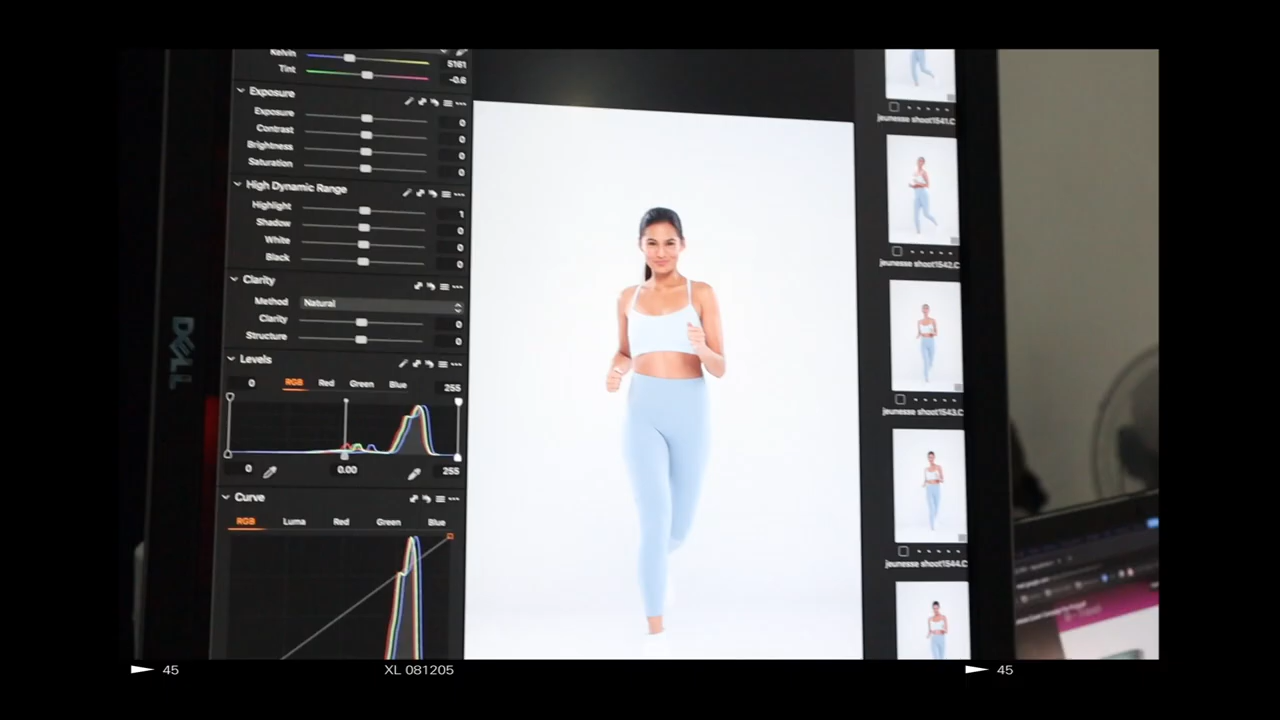 Kelvin
5161
Tint
-0.6
Exposure
Exposure 0
Contrast 0
Brightness 0
Saturation 0
High Dynamic Range
Highlight 1
Shadow 0
White 0
Black 0
Clarity
Method Natural
Clarity 0
Structure 0
Levels
0 RGB Red Green Blue 255
0 0.00 255
Curve
RGB Luma Red Green Blue
DELL
jeunesse shoot1541.C
jeunesse shoot1542.C
jeunesse shoot1543.C
jeunesse shoot1544.C
45 XL 081205 45